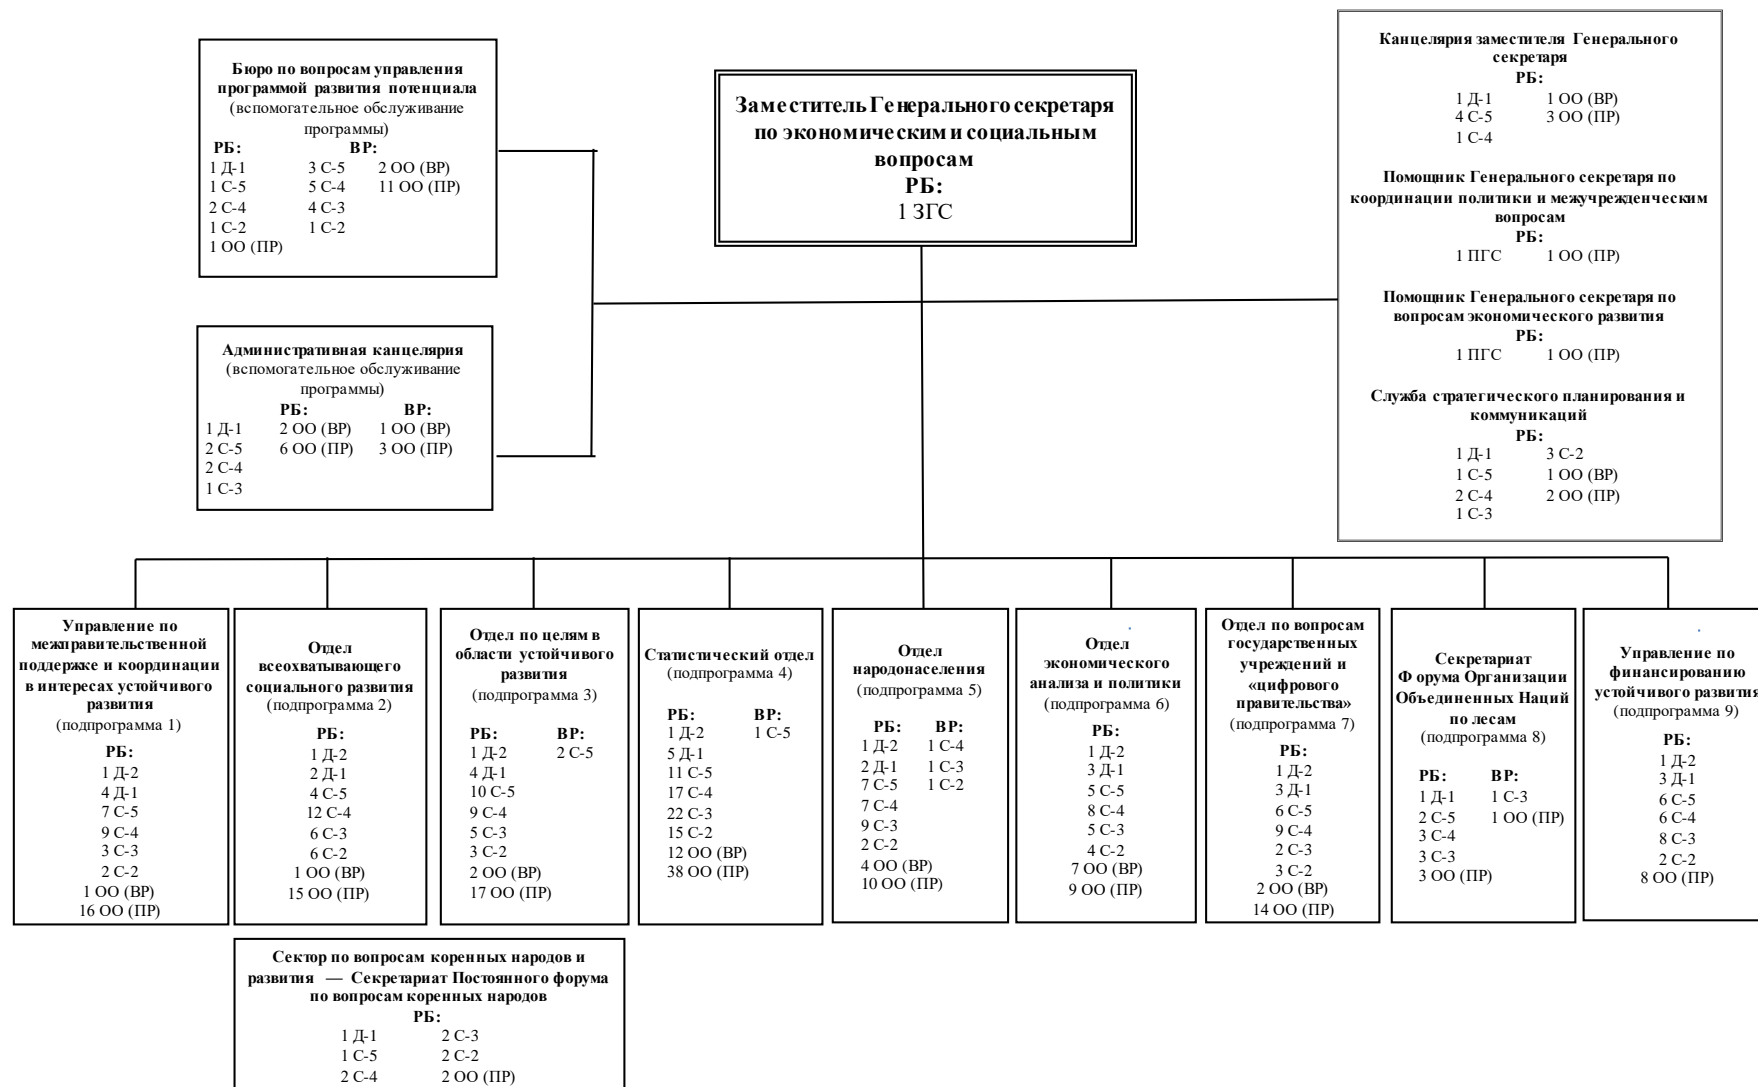 Бюро по вопросам управления
программой развития потенциала
(вспомогательное обслуживание
программы)
РБ: ВР:
1 Д-1 3 С-5 2 ОО (ВР)
1 С-5 5 С-4 11 ОО (ПР)
2 С-4 4 С-3
1 С-2 1 С-2
1 ОО (ПР)
Административная канцелярия
(вспомогательное обслуживание
программы)
РБ: ВР:
1 Д-1 2 ОО (ВР) 1 ОО (ВР)
2 С-5 6 ОО (ПР) 3 ОО (ПР)
2 С-4
1 С-3
Заместитель Генерального секретаря
по экономическим и социальным
вопросам
РБ:
1 ЗГС
Канцелярия заместителя Генерального
секретаря
РБ:
1 Д-1 1 ОО (ВР)
4 С-5 3 ОО (ПР)
1 С-4
Помощник Генерального секретаря по
координации политики и межучрежденческим
вопросам
РБ:
1 ПГС 1 ОО (ПР)
Помощник Генерального секретаря по
вопросам экономического развития
РБ:
1 ПГС 1 ОО (ПР)
Служба стратегического планирования и
коммуникаций
РБ:
1 Д-1 3 С-2
1 С-5 1 ОО (ВР)
2 С-4 2 ОО (ПР)
1 С-3
Управление по
межправительственной
поддержке и координации
в интересах устойчивого
развития
(подпрограмма 1)
РБ:
1 Д-2
4 Д-1
7 С-5
9 С-4
3 С-3
2 С-2
1 ОО (ВР)
16 ОО (ПР)
Отдел
всеохватывающего
социального развития
(подпрограмма 2)
РБ:
1 Д-2
2 Д-1
4 С-5
12 С-4
6 С-3
6 С-2
1 ОО (ВР)
15 ОО (ПР)
Отдел по целям в
области устойчивого
развития
(подпрограмма 3)
РБ: ВР:
1 Д-2 2 С-5
4 Д-1
10 С-5
9 С-4
5 С-3
3 С-2
2 ОО (ВР)
17 ОО (ПР)
Статистический отдел
(подпрограмма 4)
РБ: ВР:
1 Д-2 1 С-5
5 Д-1
11 С-5
17 С-4
22 С-3
15 С-2
12 ОО (ВР)
38 ОО (ПР)
Отдел
народонаселения
(подпрограмма 5)
РБ: ВР:
1 Д-2 1 С-4
2 Д-1 1 С-3
7 С-5 1 С-2
7 С-4
9 С-3
2 С-2
4 ОО (ВР)
10 ОО (ПР)
Отдел
экономического
анализа и политики
(подпрограмма 6)
РБ:
1 Д-2
3 Д-1
5 С-5
8 С-4
5 С-3
4 С-2
7 ОО (ВР)
9 ОО (ПР)
Отдел по вопросам
государственных
учреждений и
«цифрового
правительства»
(подпрограмма 7)
РБ:
1 Д-2
3 Д-1
6 С-5
9 С-4
2 С-3
3 С-2
2 ОО (ВР)
14 ОО (ПР)
Секретариат
Форума Организации
Объединенных Наций
по лесам
(подпрограмма 8)
РБ: ВР:
1 Д-1 1 С-3
2 С-5 1 ОО (ПР)
3 С-4
3 С-3
3 ОО (ПР)
Управление по
финансированию
устойчивого развития
(подпрограмма 9)
РБ:
1 Д-2
3 Д-1
6 С-5
6 С-4
8 С-3
2 С-2
8 ОО (ПР)
Сектор по вопросам коренных народов и
развития — Секретариат Постоянного форума
по вопросам коренных народов
РБ:
1 Д-1 2 С-3
1 С-5 2 С-2
2 С-4 2 ОО (ПР)